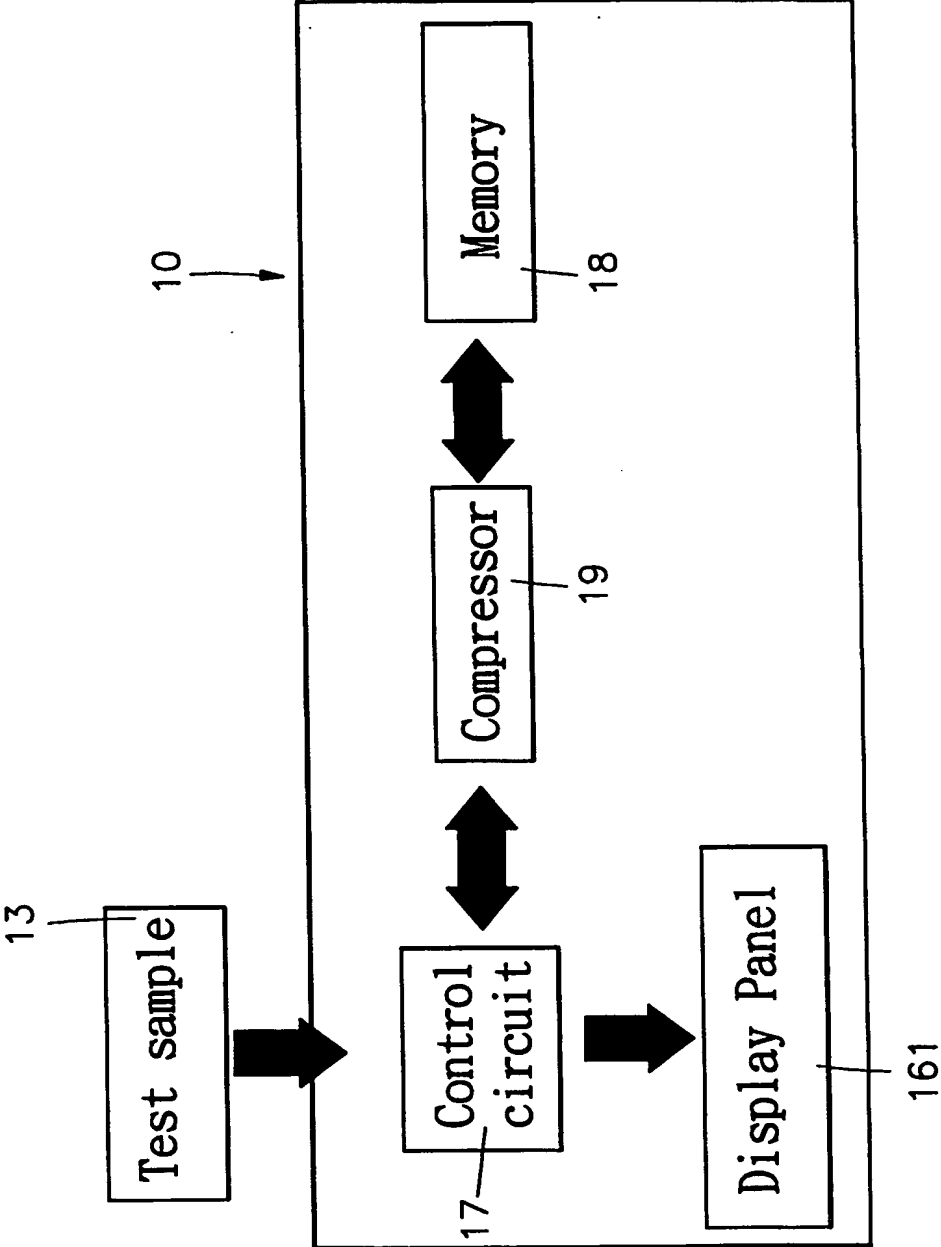 13
Test sample
10
Control
circuit
17
Compressor
19
Memory
18
Display Panel
161